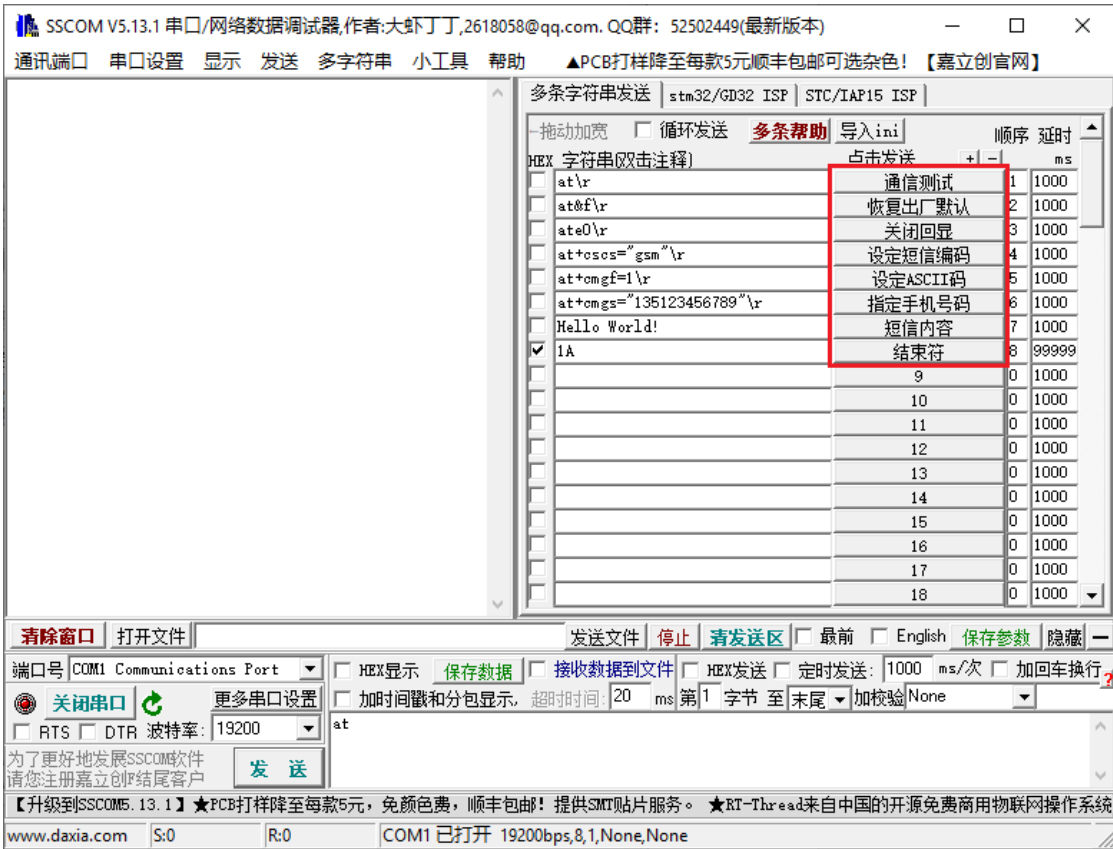 SSCOM V5.13.1 串口/网络数据调试器,作者:大虾丁丁,2618058@qq.com. QQ群: 52502449(最新版本)
通讯端口 串口设置 显示 发送 多字符串 小工具 帮助 ▲PCB打样降至每款5元顺丰包邮可选杂色！【嘉立创官网】
多条字符串发送 stm32/GD32 ISP STC/IAP15 ISP
←拖动加宽 循环发送 多条帮助 导入ini 顺序 延时
HEX 字符串(双击注释) 点击发送 + - ms
at\r 通信测试 1 1000
at&f\r 恢复出厂默认 2 1000
ate0\r 关闭回显 3 1000
at+cscs="gsm"\r 设定短信编码 4 1000
at+cmgf=1\r 设定ASCII码 5 1000
at+cmgs="135123456789"\r 指定手机号码 6 1000
Hello World! 短信内容 7 1000
1A 结束符 8 99999
9 0 1000
10 0 1000
11 0 1000
12 0 1000
13 0 1000
14 0 1000
15 0 1000
16 0 1000
17 0 1000
18 0 1000
清除窗口 打开文件 发送文件 停止 清发送区 最前 English 保存参数 隐藏 —
端口号 COM1 Communications Port HEX显示 保存数据 接收数据到文件 HEX发送 定时发送: 1000 ms/次 加回车换行 ?
关闭串口 更多串口设置 加时间戳和分包显示, 超时时间: 20 ms 第1 字节 至 末尾 加校验 None
RTS DTR 波特率: 19200 at
为了更好地发展SSCOM软件
请您注册嘉立创F结尾客户 发 送
【升级到SSCOM5.13.1】★PCB打样降至每款5元，免颜色费，顺丰包邮！提供SMT贴片服务。 ★RT-Thread来自中国的开源免费商用物联网操作系统
www.daxia.com S:0 R:0 COM1 已打开 19200bps,8,1,None,None